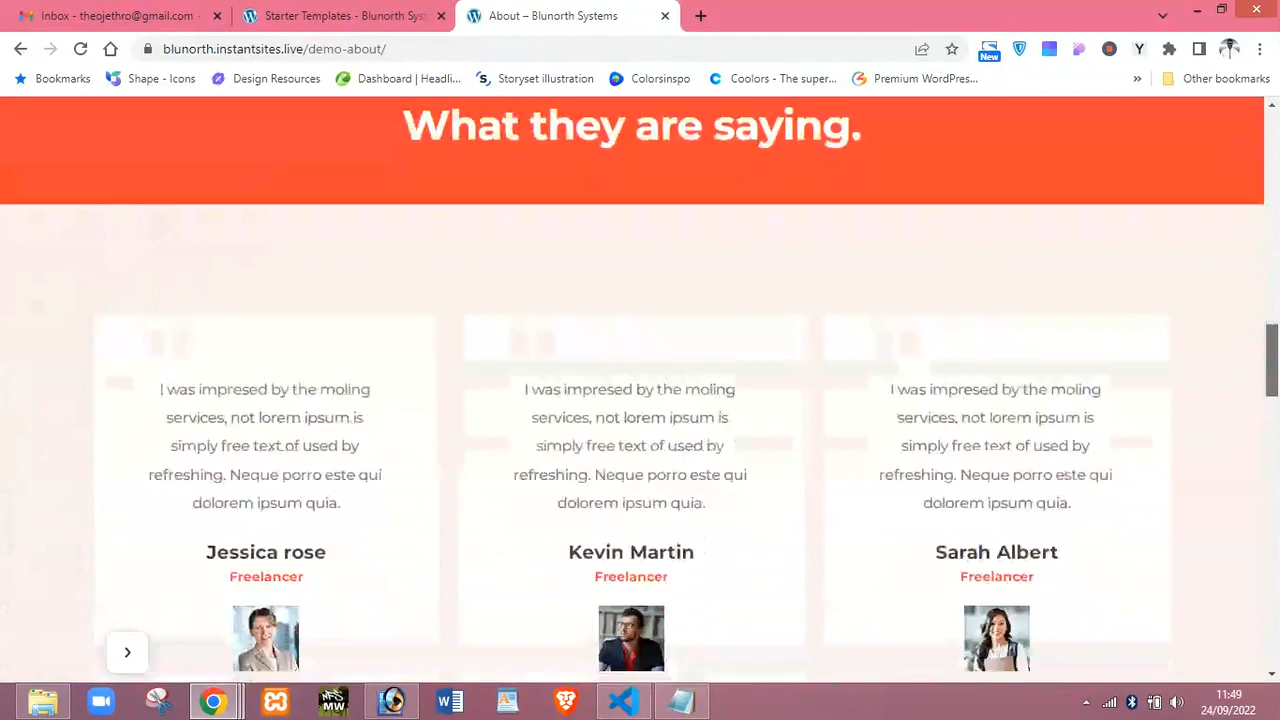 Inbox - theojethro@gmail.com
Starter Templates - Blunorth Sys
About – Blunorth Systems
blunorth.instantsites.live/demo-about/
New
Y
Bookmarks
Shape - Icons
Design Resources
Dashboard | Headli...
Storyset illustration
Colorsinspo
Coolors - The super...
Premium WordPres...
»
Other bookmarks
What they are saying.
I was impresed by the moling
services, not lorem ipsum is
simply free text of used by
refreshing. Neque porro este qui
dolorem ipsum quia.
Jessica rose
Freelancer
I was impresed by the moling
services, not lorem ipsum is
simply free text of used by
refreshing. Neque porro este qui
dolorem ipsum quia.
Kevin Martin
Freelancer
I was impresed by the moling
services, not lorem ipsum is
simply free text of used by
refreshing. Neque porro este qui
dolorem ipsum quia.
Sarah Albert
Freelancer
MW
11:49
24/09/2022